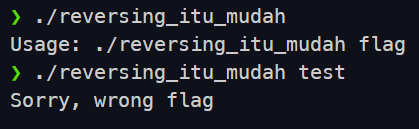 ❯ ./reversing_itu_mudah
Usage: ./reversing_itu_mudah flag
❯ ./reversing_itu_mudah test
Sorry, wrong flag